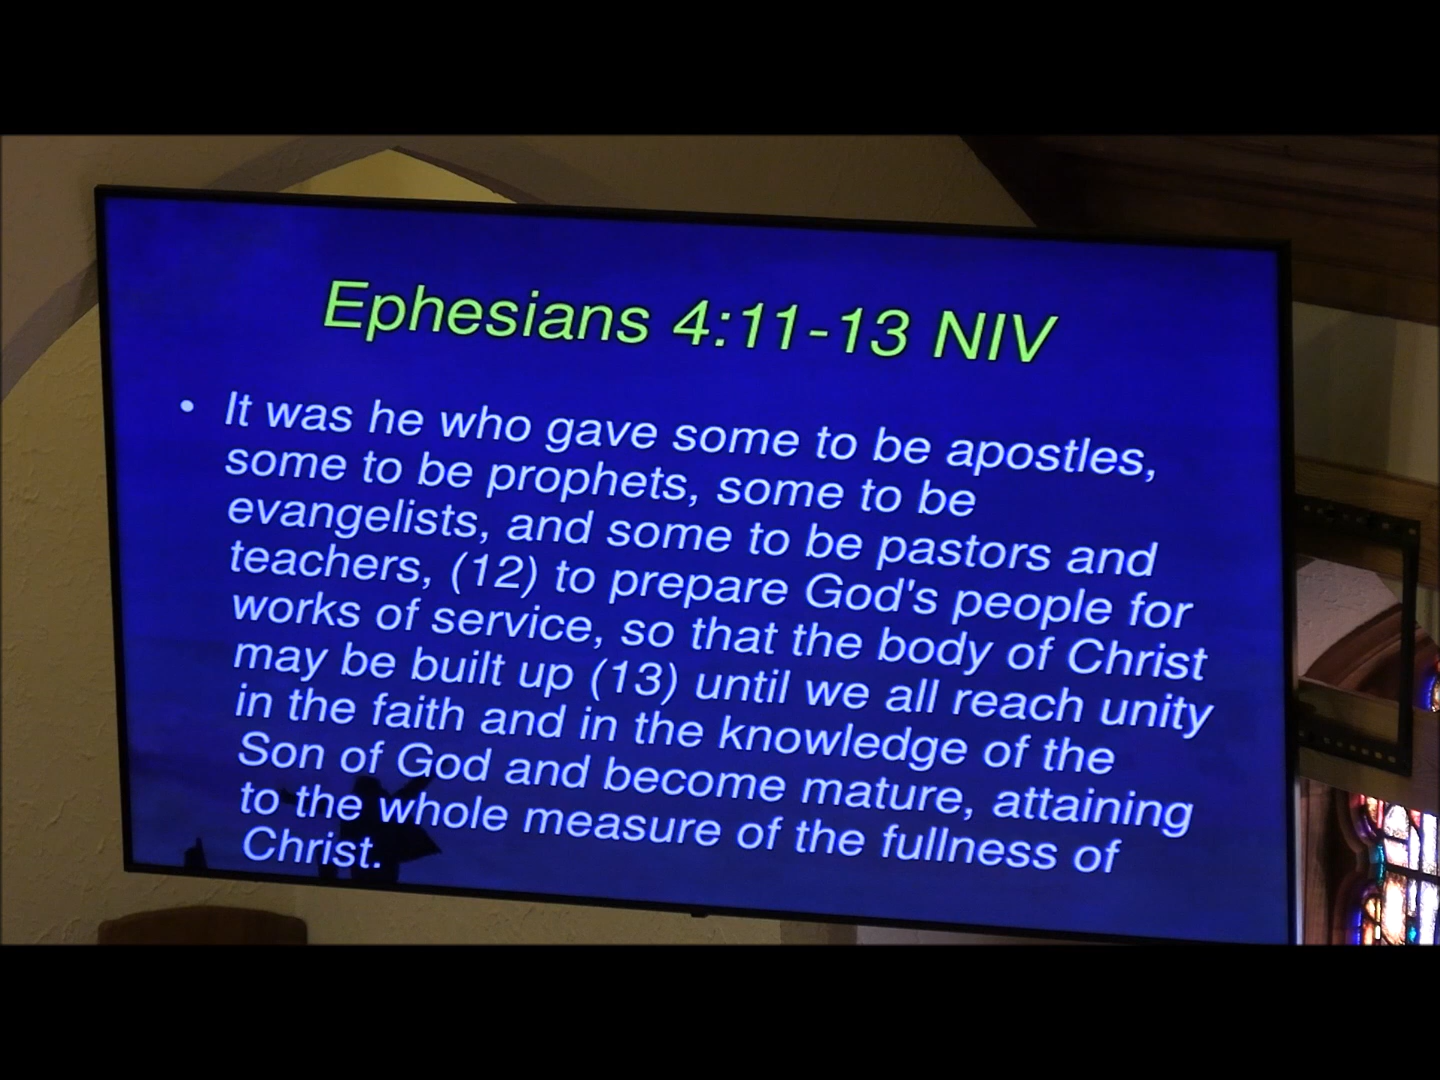 Ephesians 4:11-13 NIV
• It was he who gave some to be apostles,
some to be prophets, some to be
evangelists, and some to be pastors and
teachers, (12) to prepare God's people for
works of service, so that the body of Christ
may be built up (13) until we all reach unity
in the faith and in the knowledge of the
Son of God and become mature, attaining
to the whole measure of the fullness of
Christ.